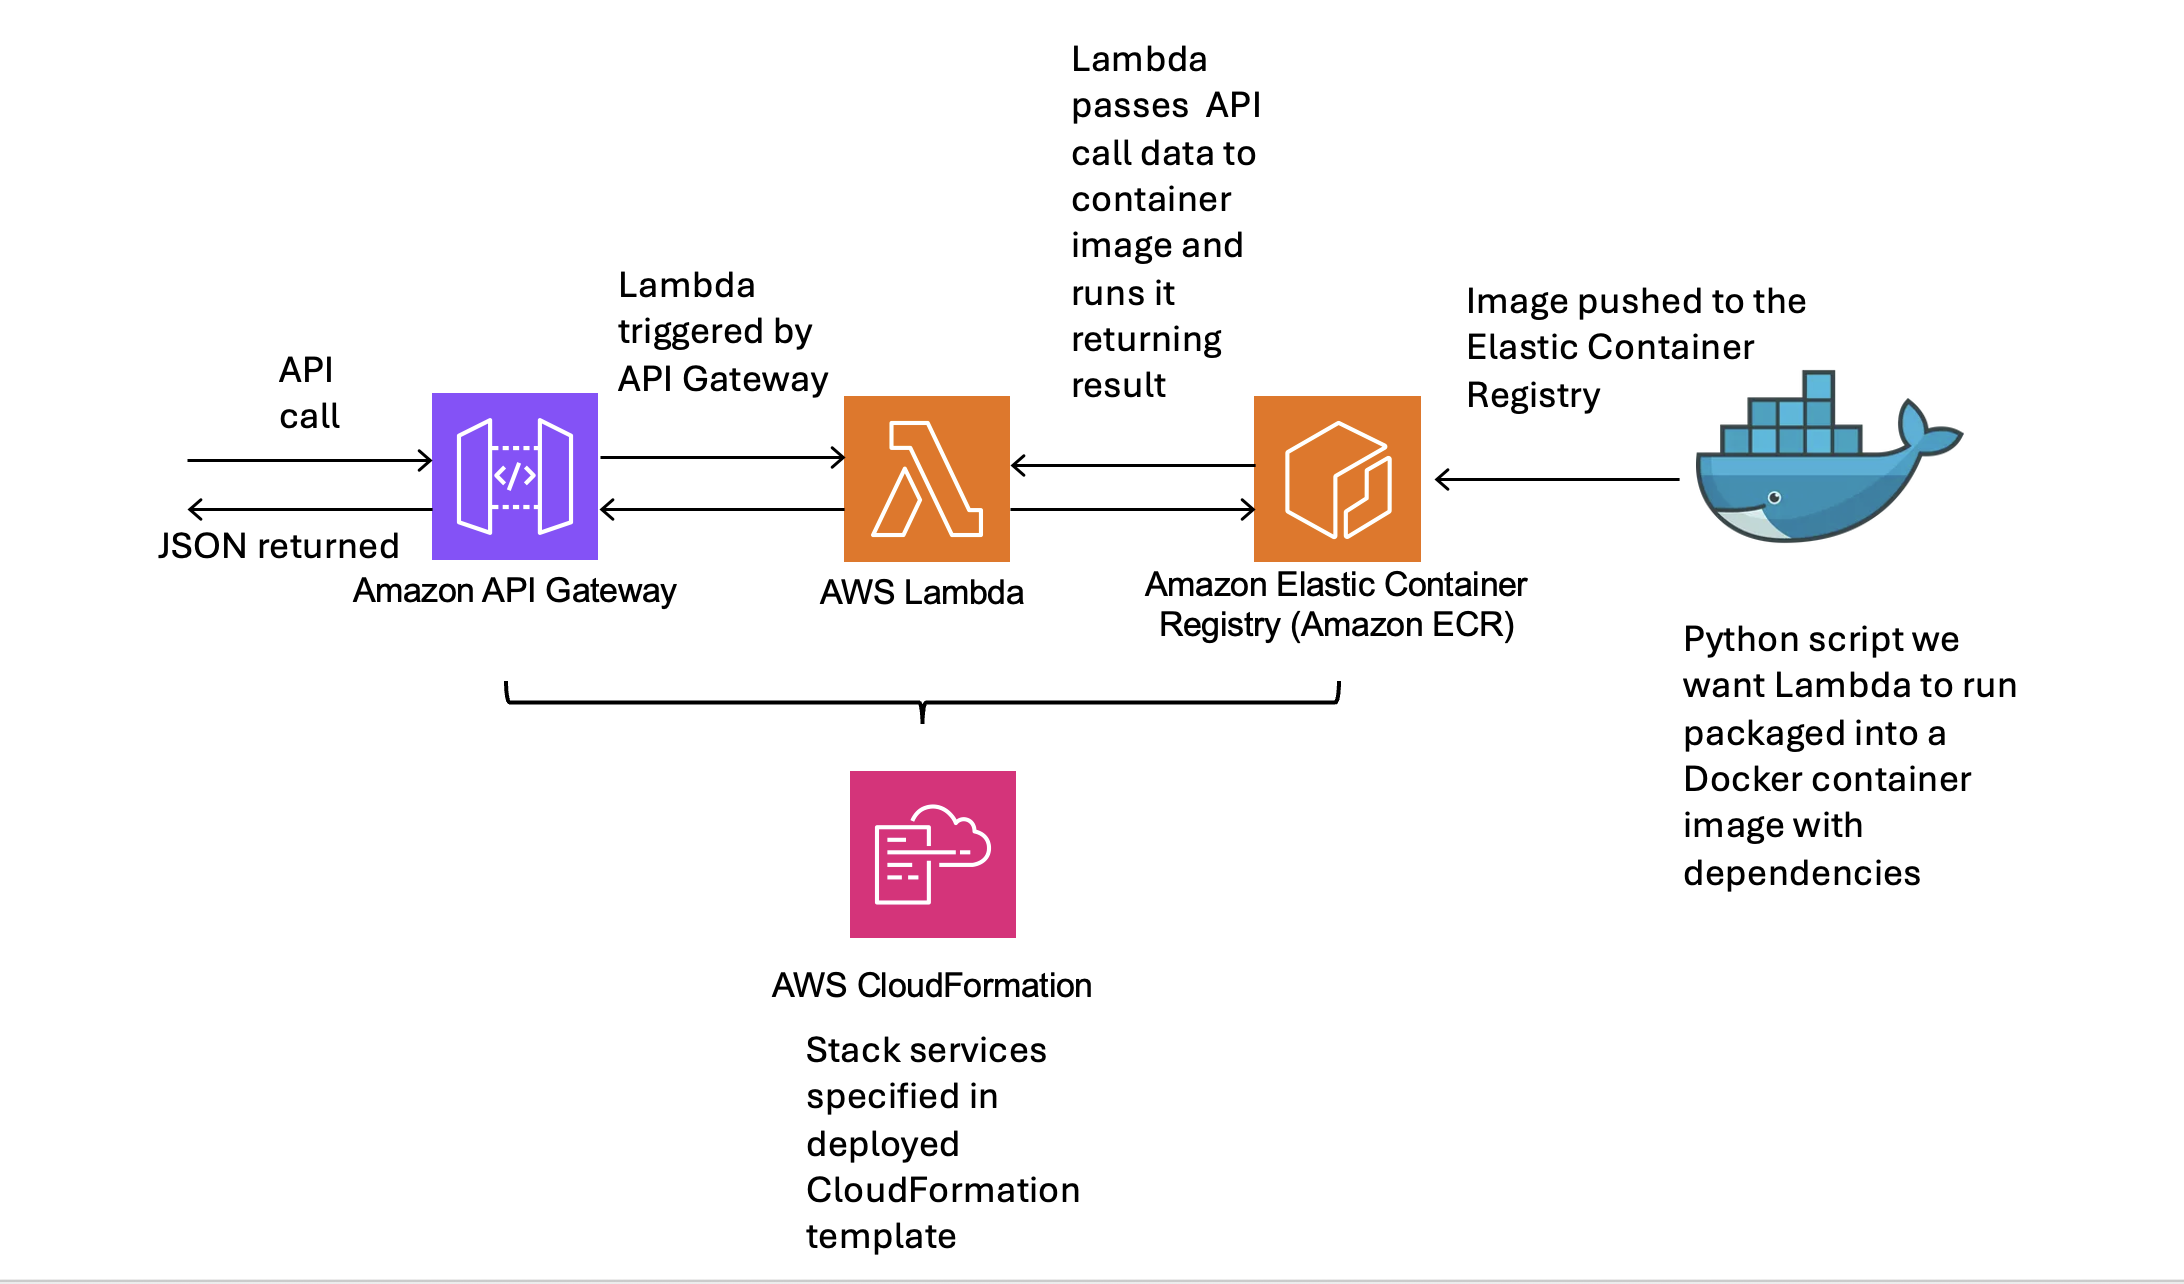 Lambda
passes  API
call data to
container
image and
runs it
returning
result
Lambda
triggered by
API Gateway
Image pushed to the
Elastic Container
Registry
API
call
JSON returned
</>
Amazon API Gateway
AWS Lambda
Amazon Elastic Container
Registry (Amazon ECR)
Python script we
want Lambda to run
packaged into a
Docker container
image with
dependencies
AWS CloudFormation
Stack services
specified in
deployed
CloudFormation
template